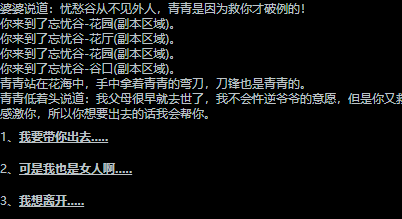 婆婆说道：忧愁谷从不见外人，青青是因为救你才破例的！
你来到了忘忧谷-花园(副本区域)。
你来到了忘忧谷-花厅(副本区域)。
你来到了忘忧谷-花园(副本区域)。
你来到了忘忧谷-谷口(副本区域)。
青青站在花海中，手中拿着青青的弯刀，刀锋也是青青的。
青青低着头说道：我父母很早就去世了，我不会忤逆爷爷的意愿，但是你又救
感激你，所以你想要出去的话我会帮你。
1、我要带你出去.....
2、可是我也是女人啊.....
3、我想离开.....